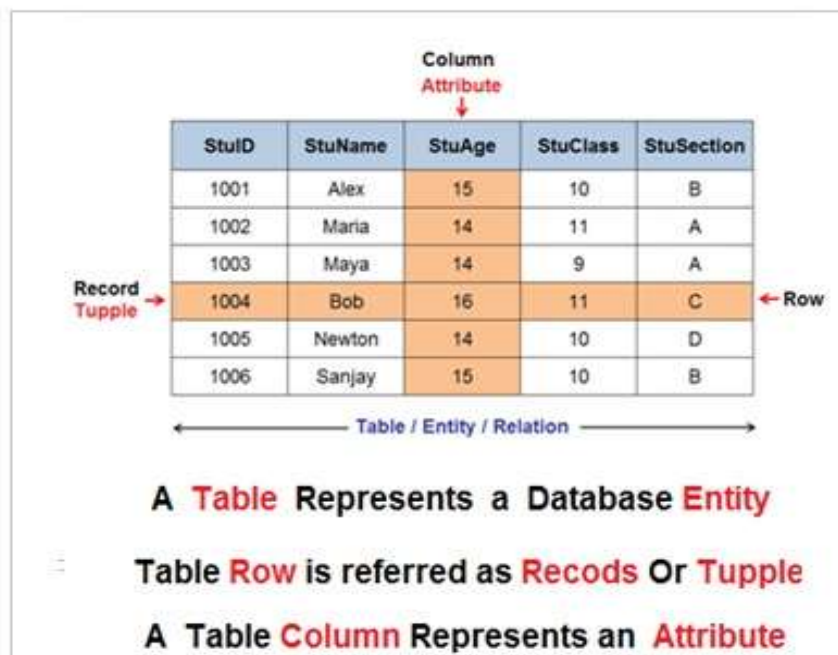 Column
Attribute
StuID StuName StuAge StuClass StuSection
1001 Alex 15 10 B
1002 Maria 14 11 A
1003 Maya 14 9 A
Record
Tupple
1004 Bob 16 11 C
Row
1005 Newton 14 10 D
1006 Sanjay 15 10 B
Table / Entity / Relation
A Table Represents a Database Entity
Table Row is referred as Recods Or Tupple
A Table Column Represents an Attribute